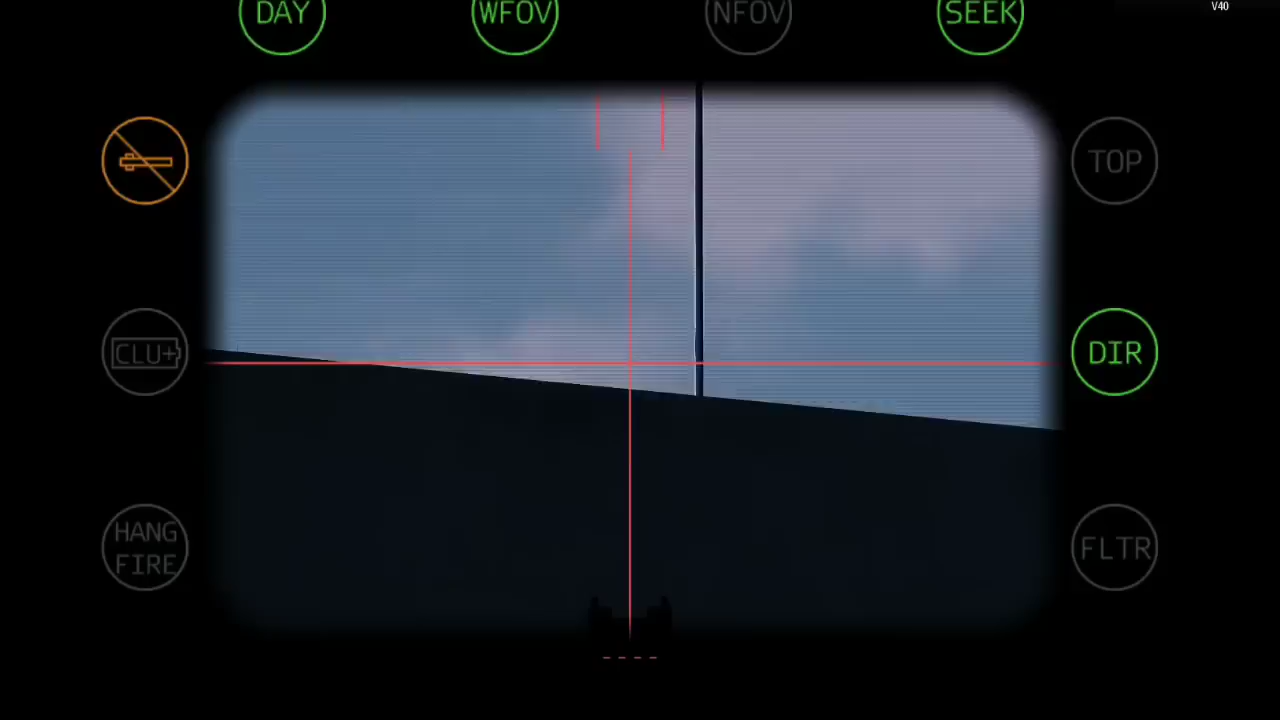 V40
DAY
WFOV
NFOV
SEEK
TOP
CLU+
DIR
HANG
FIRE
FLTR
----